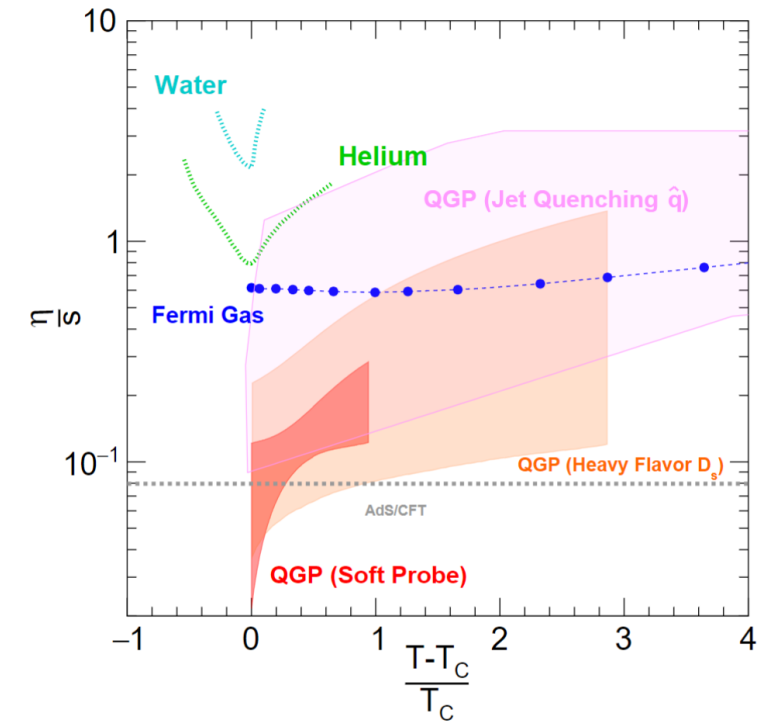 10
Water
Helium
QGP (Jet Quenching q̂)
1
η
s
Fermi Gas
10⁻¹
QGP (Heavy Flavor Dₛ)
AdS/CFT
QGP (Soft Probe)
−1 0 1 2 3 4
T-T_C
T_C